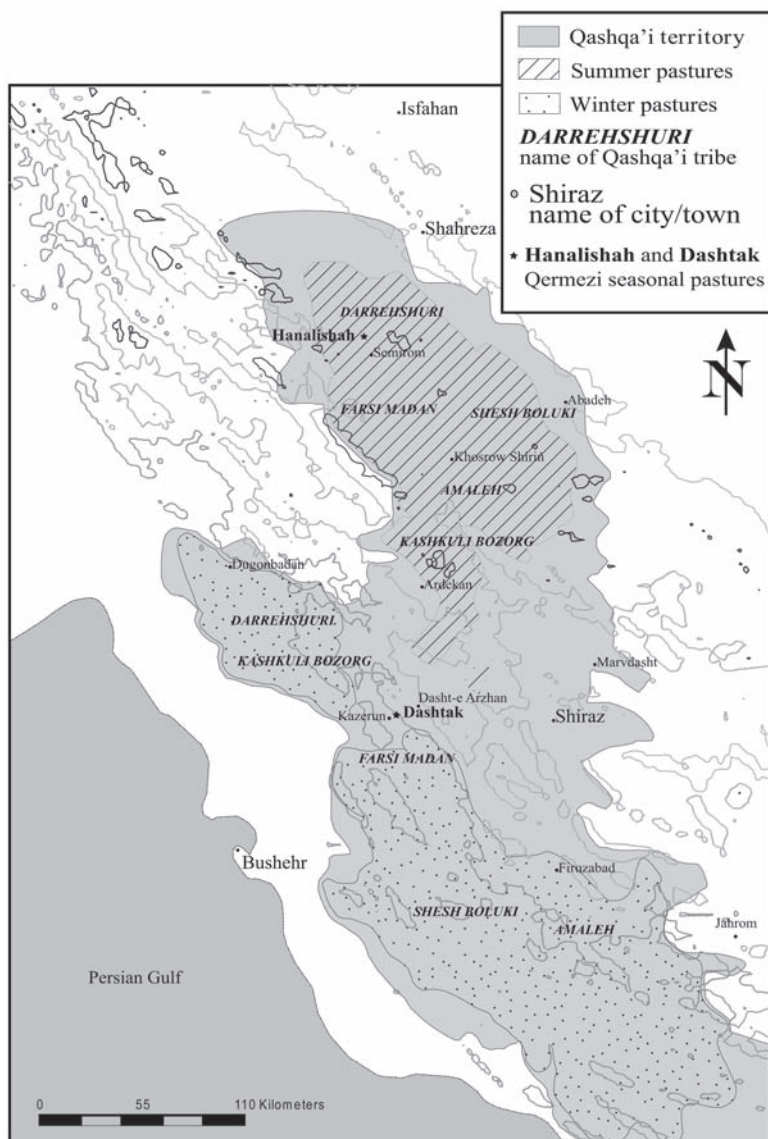 Qashqa'i territory
Summer pastures
Winter pastures
DARREHSHURI
name of Qashqa'i tribe
Shiraz
name of city/town
Hanalishah and Dashtak
Qermezi seasonal pastures
N
Isfahan
Shahreza
DARREHSHURI
Hanalishah
Semirom
FARSI MADAN
SHESH BOLUKI
Abadeh
Khosrow Shirin
AMALEH
KASHKULI BOZORG
Dugonbadan
Ardekan
DARREHSHURI
KASHKULI BOZORG
Marvdasht
Dasht-e Arzhan
Kazerun
Dashtak
Shiraz
FARSI MADAN
Bushehr
Firuzabad
SHESH BOLUKI
AMALEH
Jahrom
Persian Gulf
0 55 110 Kilometers